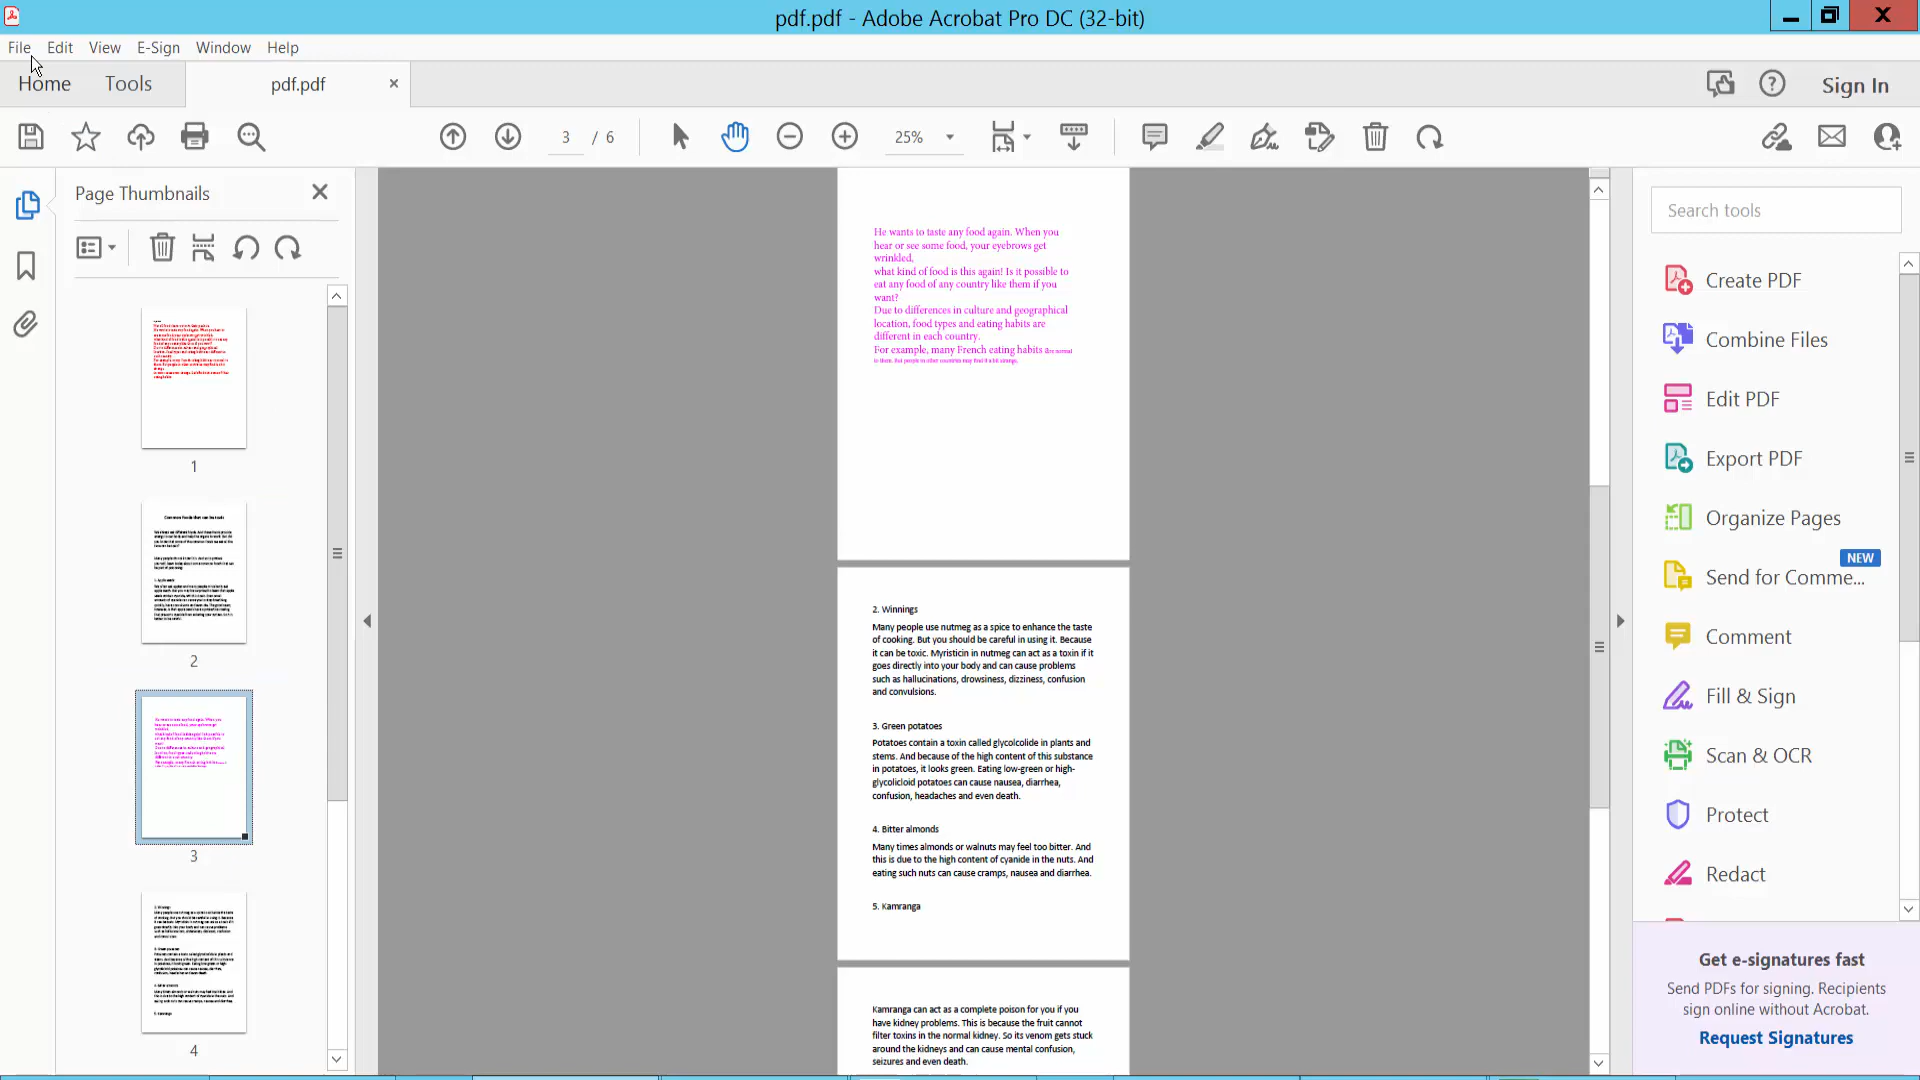 pdf.pdf - Adobe Acrobat Pro DC (32-bit)
File Edit View E-Sign Window Help
Home Tools pdf.pdf Sign In
3 / 6 25%
Page Thumbnails
1
2
3
4
He wants to taste any food again. When you
hear or see some food, your eyebrows get
wrinkled,
what kind of food is this again! Is it possible to
eat any food of any country like them if you
want?
Due to differences in culture and geographical
location, food types and eating habits are
different in each country.
For example, many French eating habits are normal
to them. But people in other countries may find it a bit strange.
2. Winnings
Many people use nutmeg as a spice to enhance the taste
of cooking. But you should be careful in using it. Because
it can be toxic. Myristicin in nutmeg can act as a toxin if it
goes directly into your body and can cause problems
such as hallucinations, drowsiness, dizziness, confusion
and convulsions.
3. Green potatoes
Potatoes contain a toxin called glycolcolide in plants and
stems. And because of the high content of this substance
in potatoes, it looks green. Eating low-green or high-
glycolicloid potatoes can cause nausea, diarrhea,
confusion, headaches and even death.
4. Bitter almonds
Many times almonds or walnuts may feel too bitter. And
this is due to the high content of cyanide in the nuts. And
eating such nuts can cause cramps, nausea and diarrhea.
5. Kamranga
Kamranga can act as a complete poison for you if you
have kidney problems. This is because the fruit cannot
filter toxins in the normal kidney. So its venom gets stuck
around the kidneys and can cause mental confusion,
seizures and even death.
Search tools
Create PDF
Combine Files
Edit PDF
Export PDF
Organize Pages
NEW
Send for Comme...
Comment
Fill & Sign
Scan & OCR
Protect
Redact
Get e-signatures fast
Send PDFs for signing. Recipients
sign online without Acrobat.
Request Signatures